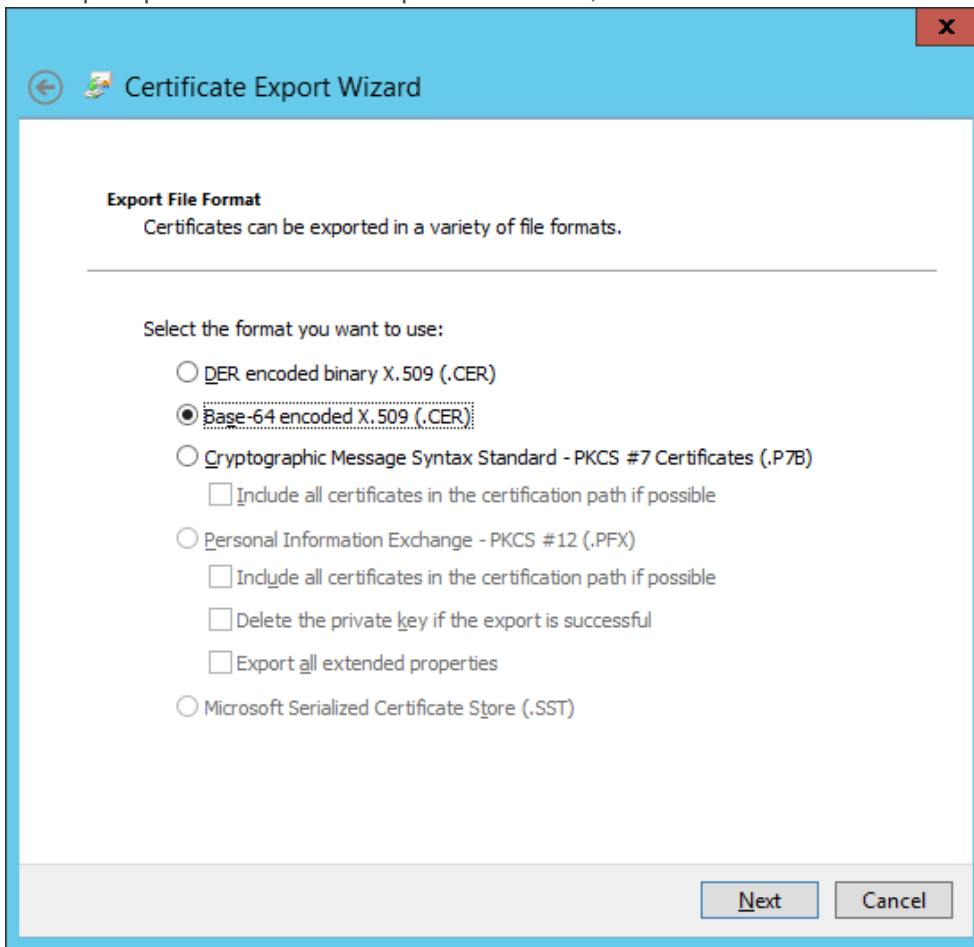 x
Certificate Export Wizard
Export File Format
Certificates can be exported in a variety of file formats.
Select the format you want to use:
DER encoded binary X.509 (.CER)
Base-64 encoded X.509 (.CER)
Cryptographic Message Syntax Standard - PKCS #7 Certificates (.P7B)
Include all certificates in the certification path if possible
Personal Information Exchange - PKCS #12 (.PFX)
Include all certificates in the certification path if possible
Delete the private key if the export is successful
Export all extended properties
Microsoft Serialized Certificate Store (.SST)
Next Cancel